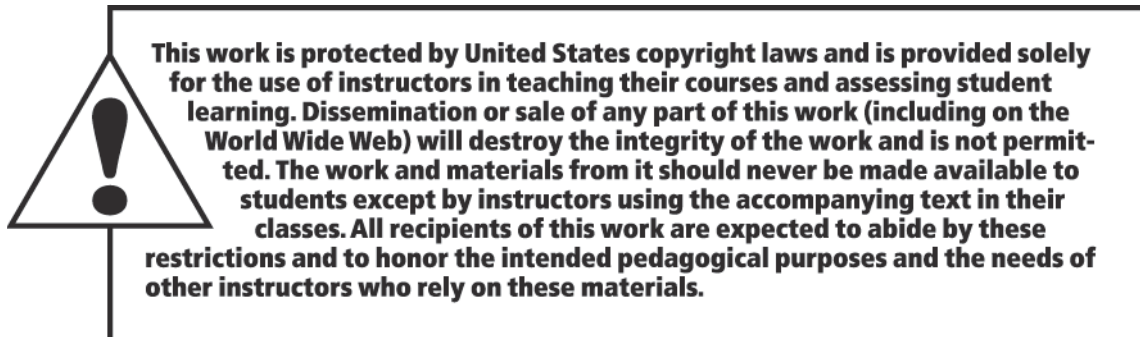 This work is protected by United States copyright laws and is provided solely
for the use of instructors in teaching their courses and assessing student
learning. Dissemination or sale of any part of this work (including on the
World Wide Web) will destroy the integrity of the work and is not permit-
ted. The work and materials from it should never be made available to
students except by instructors using the accompanying text in their
classes. All recipients of this work are expected to abide by these
restrictions and to honor the intended pedagogical purposes and the needs of
other instructors who rely on these materials.